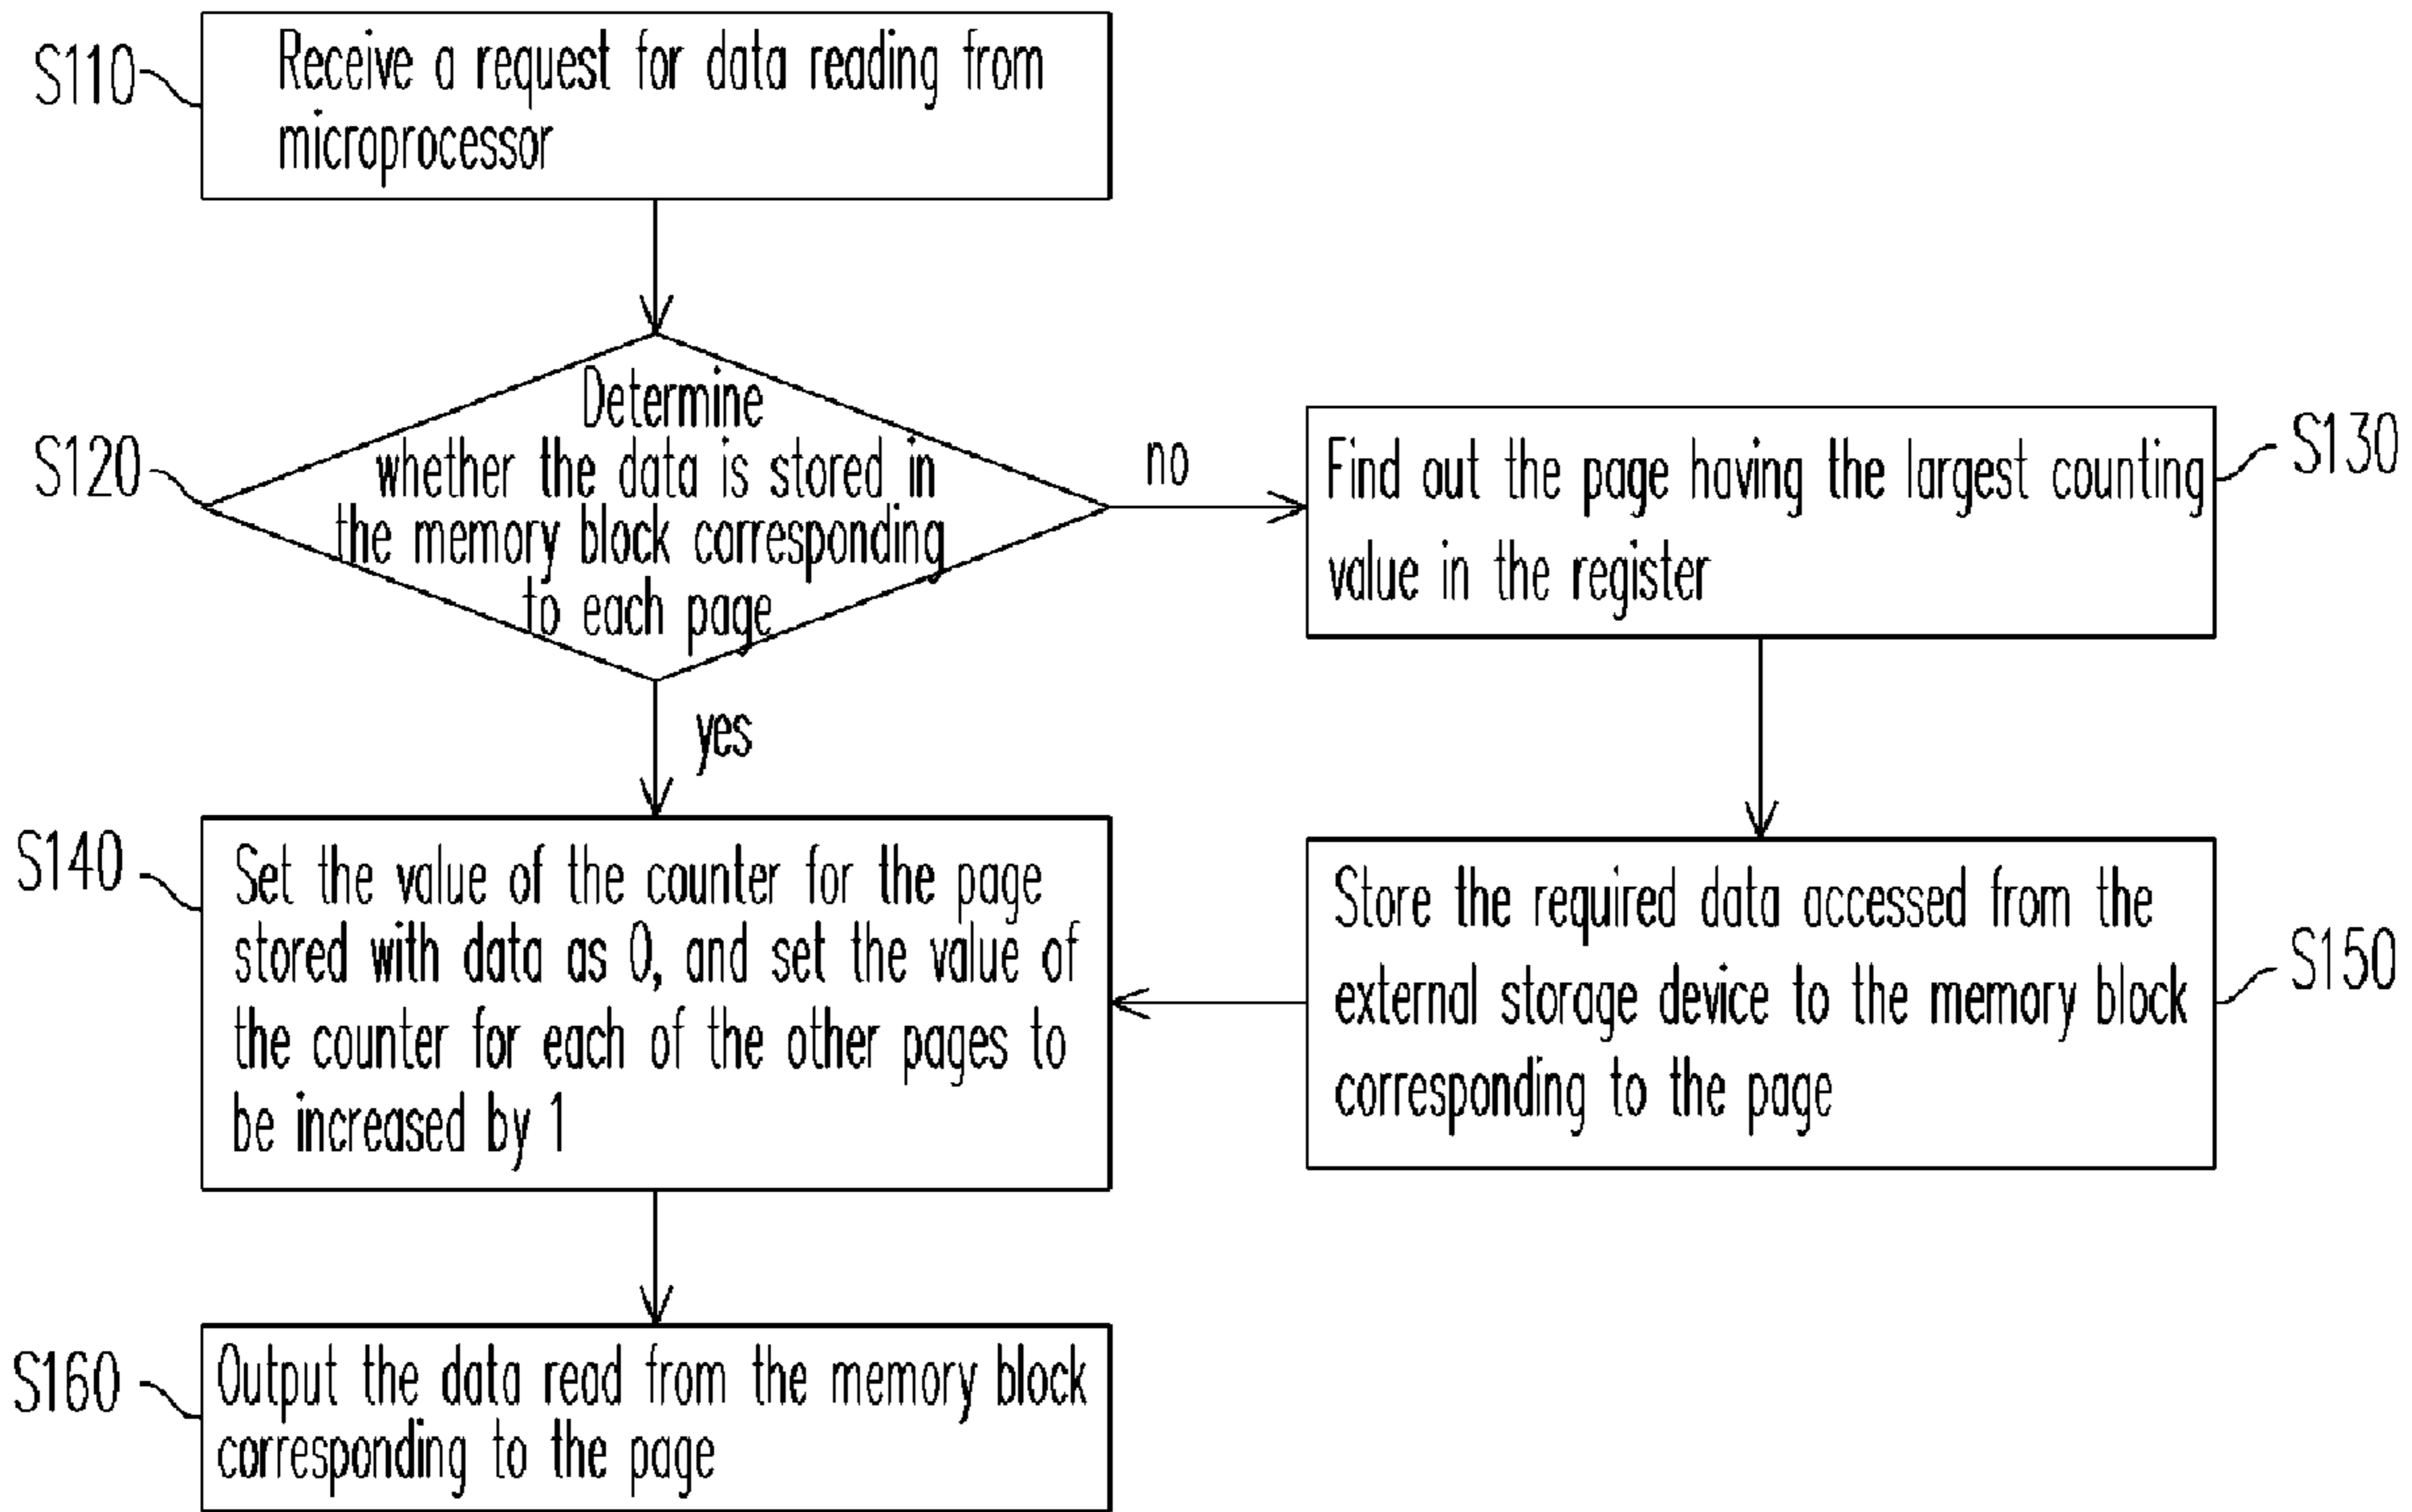 S110
Receive a request for data reading from
microprocessor
S120
Determine
whether the data is stored in
the memory block corresponding
to each page
no
Find out the page having the largest counting
value in the register
S130
yes
S140
Set the value of the counter for the page
stored with data as 0, and set the value of
the counter for each of the other pages to
be increased by 1
Store the required data accessed from the
external storage device to the memory block
corresponding to the page
S150
S160
Output the data read from the memory block
corresponding to the page